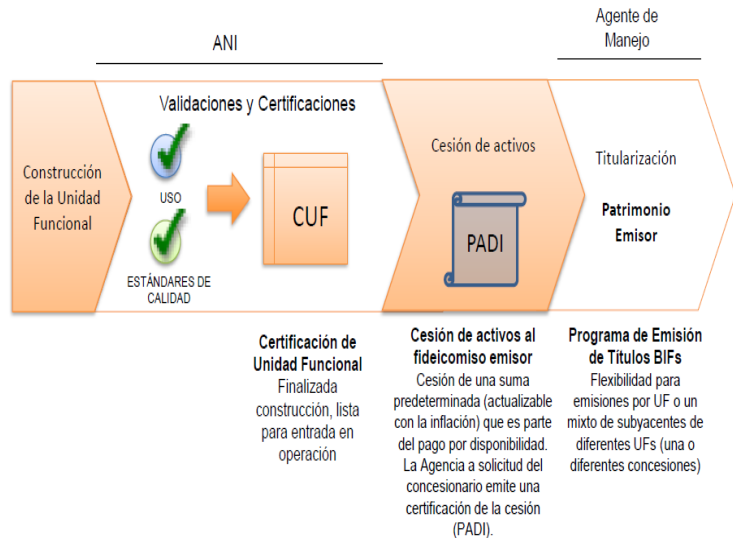 ANI
Agente de
Manejo
Construcción
de la Unidad
Funcional
Validaciones y Certificaciones
USO
ESTÁNDARES DE
CALIDAD
CUF
Cesión de activos
PADI
Titularización
Patrimonio
Emisor
Certificación de
Unidad Funcional
Finalizada
construcción, lista
para entrada en
operación
Cesión de activos al
fideicomiso emisor
Cesión de una suma
predeterminada (actualizable
con la inflación) que es parte
del pago por disponibilidad.
La Agencia a solicitud del
concesionario emite una
certificación de la cesión
(PADI).
Programa de Emisión
de Títulos BIFs
Flexibilidad para
emisiones por UF o un
mixto de subyacentes de
diferentes UFs (una o
diferentes concesiones)